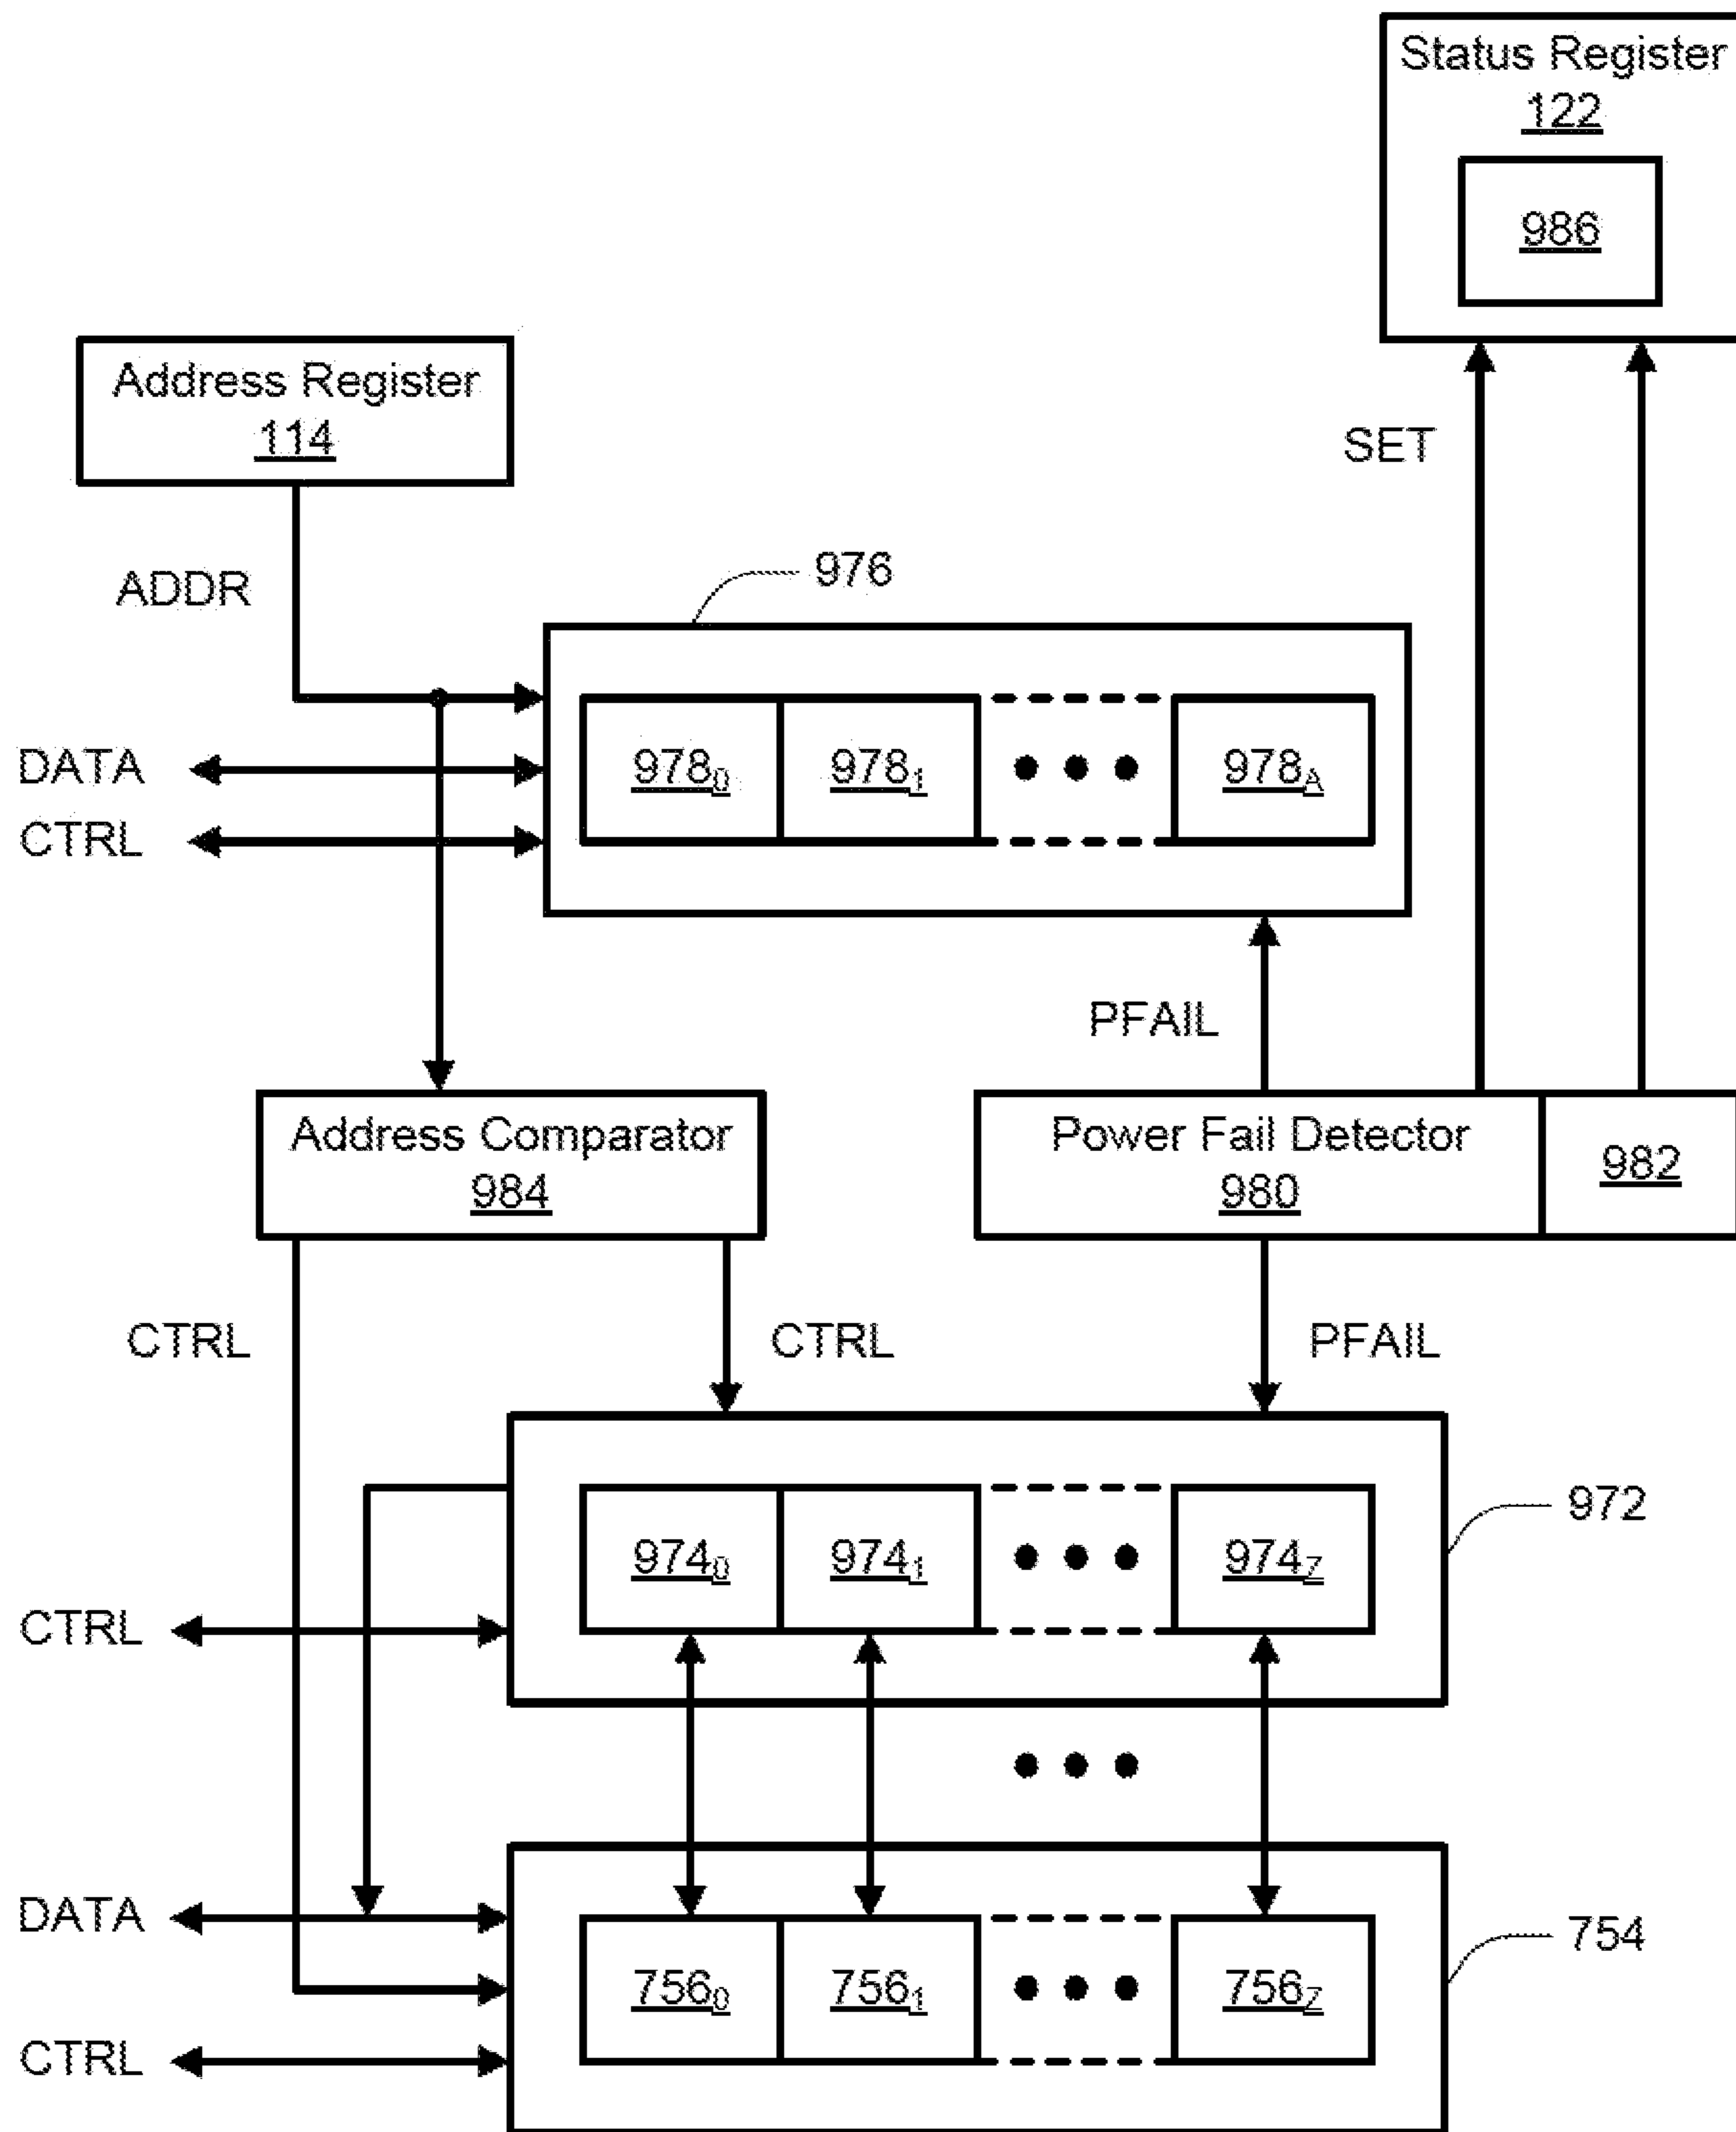 Status Register
122
986
Address Register
114
SET
ADDR
976
DATA
CTRL
978₀ 978₁ 978A
PFAIL
Address Comparator
984
Power Fail Detector
980
982
CTRL
CTRL
PFAIL
972
974₀ 974₁ 974Z
CTRL
DATA
754
756₀ 756₁ 756Z
CTRL